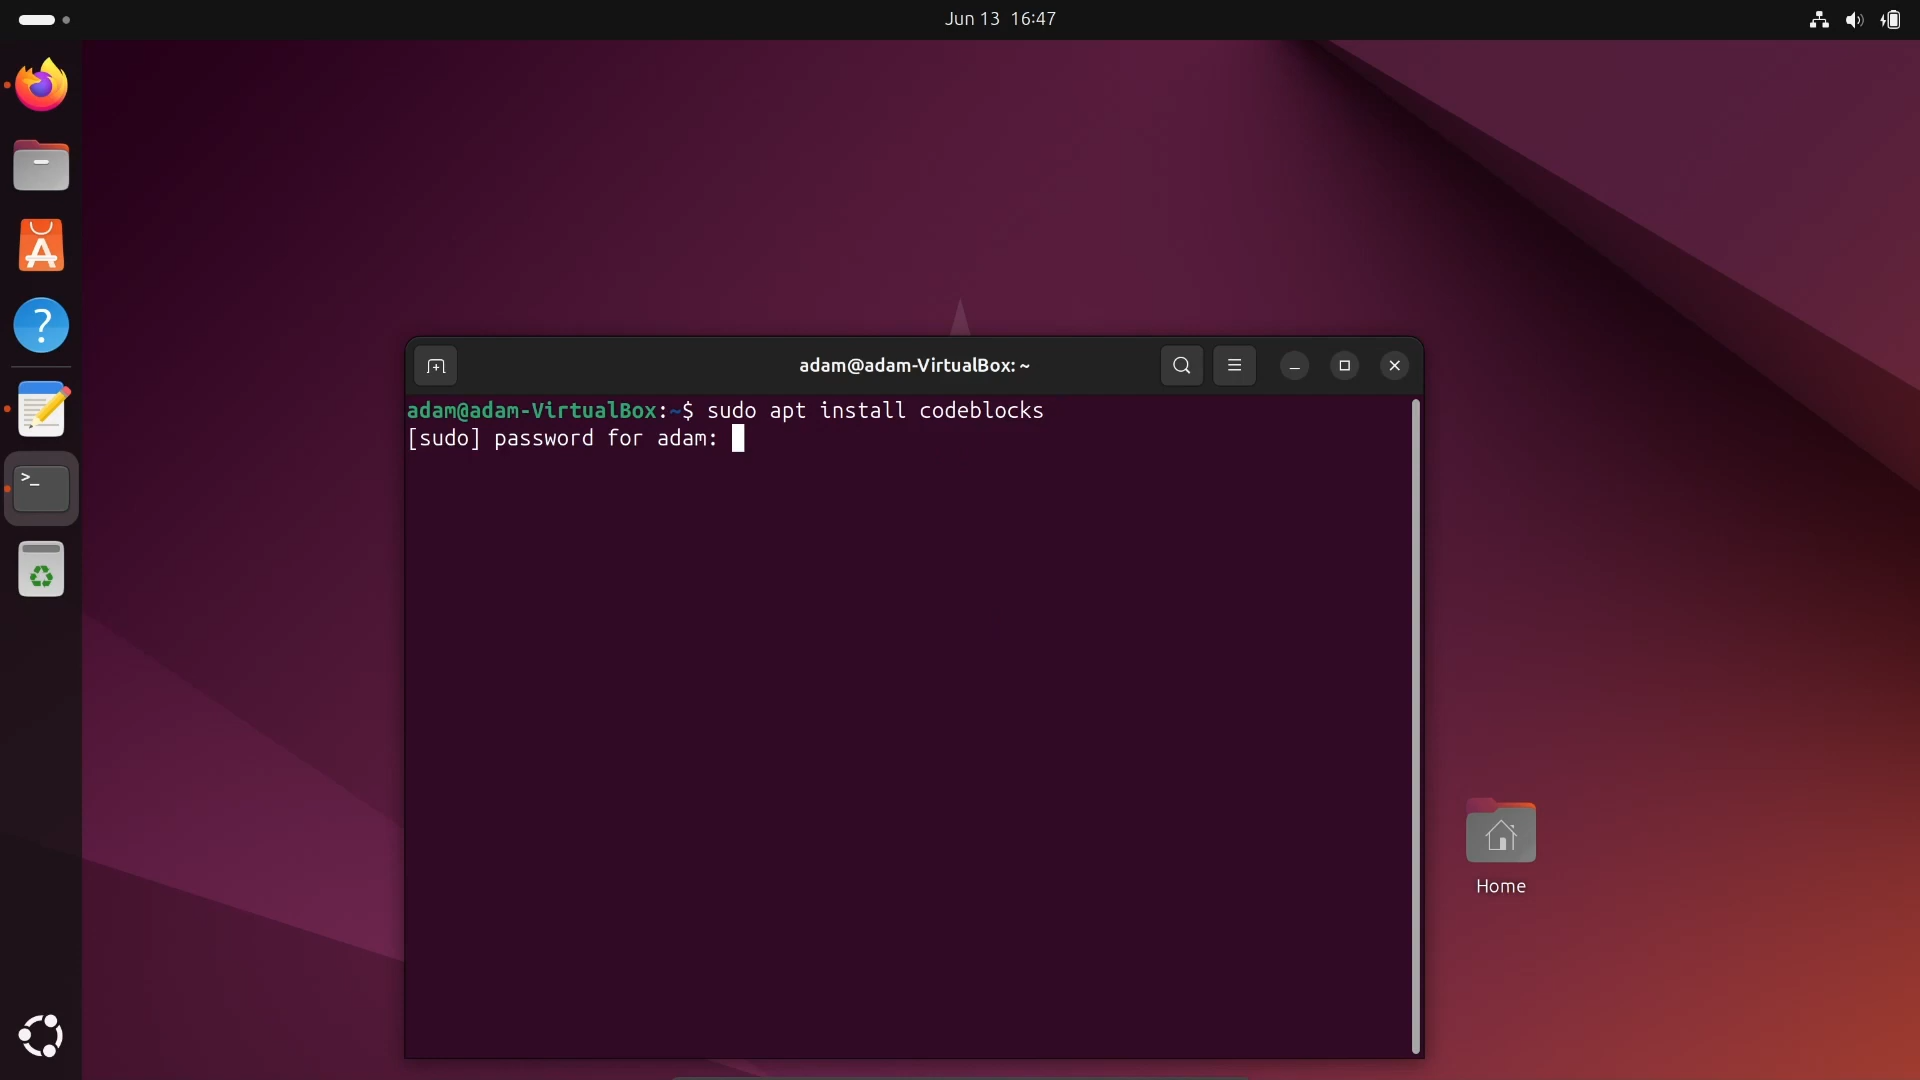 Jun 13 16:47
adam@adam-VirtualBox: ~
adam@adam-VirtualBox:~$ sudo apt install codeblocks
[sudo] password for adam:
Home